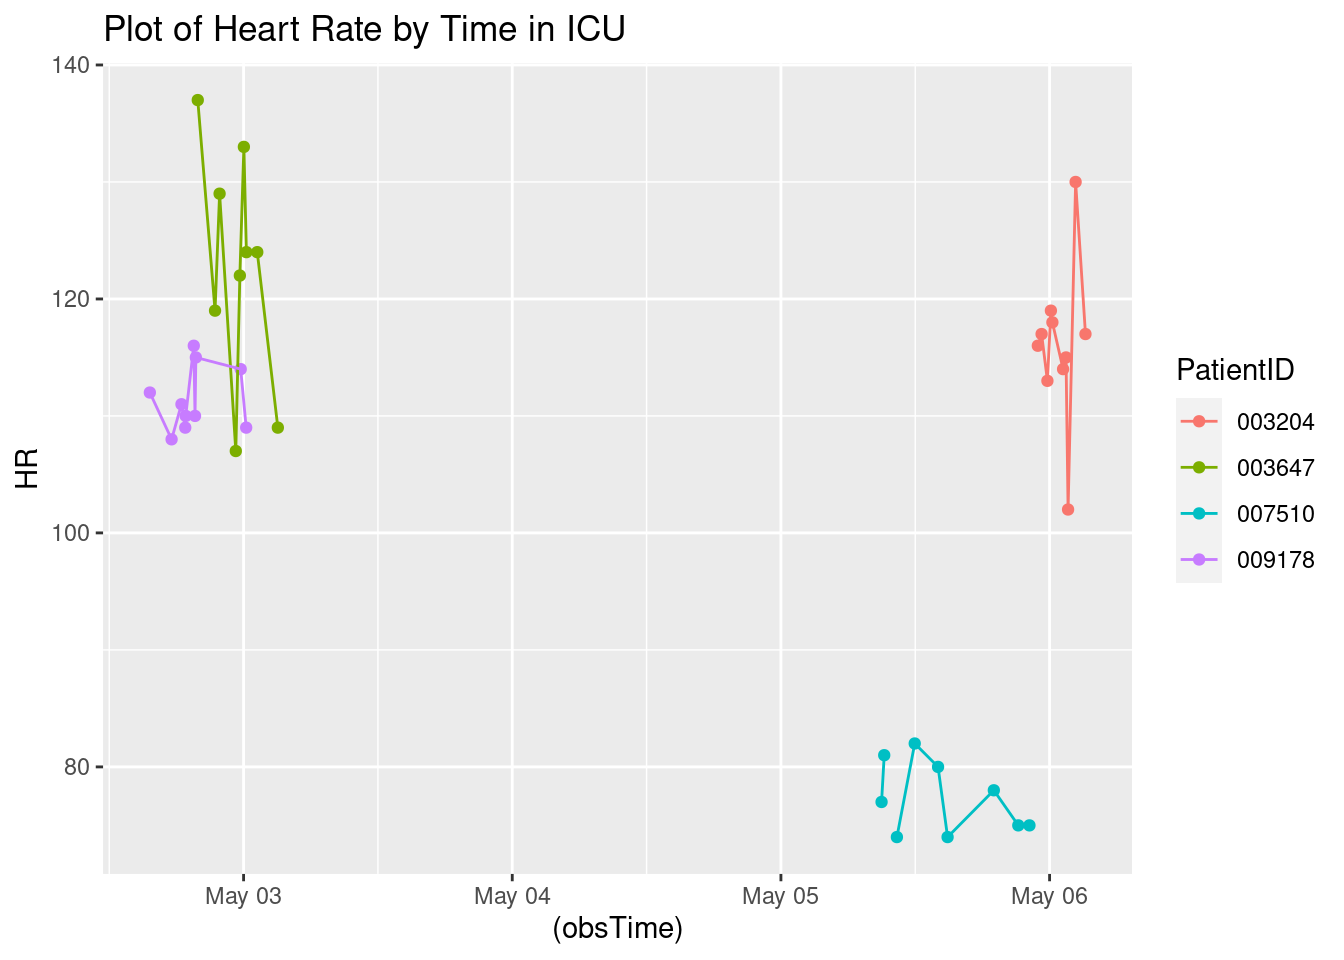 Plot of Heart Rate by Time in ICU
140
120
100
80
HR
May 03
May 04
May 05
May 06
(obsTime)
PatientID
003204
003647
007510
009178